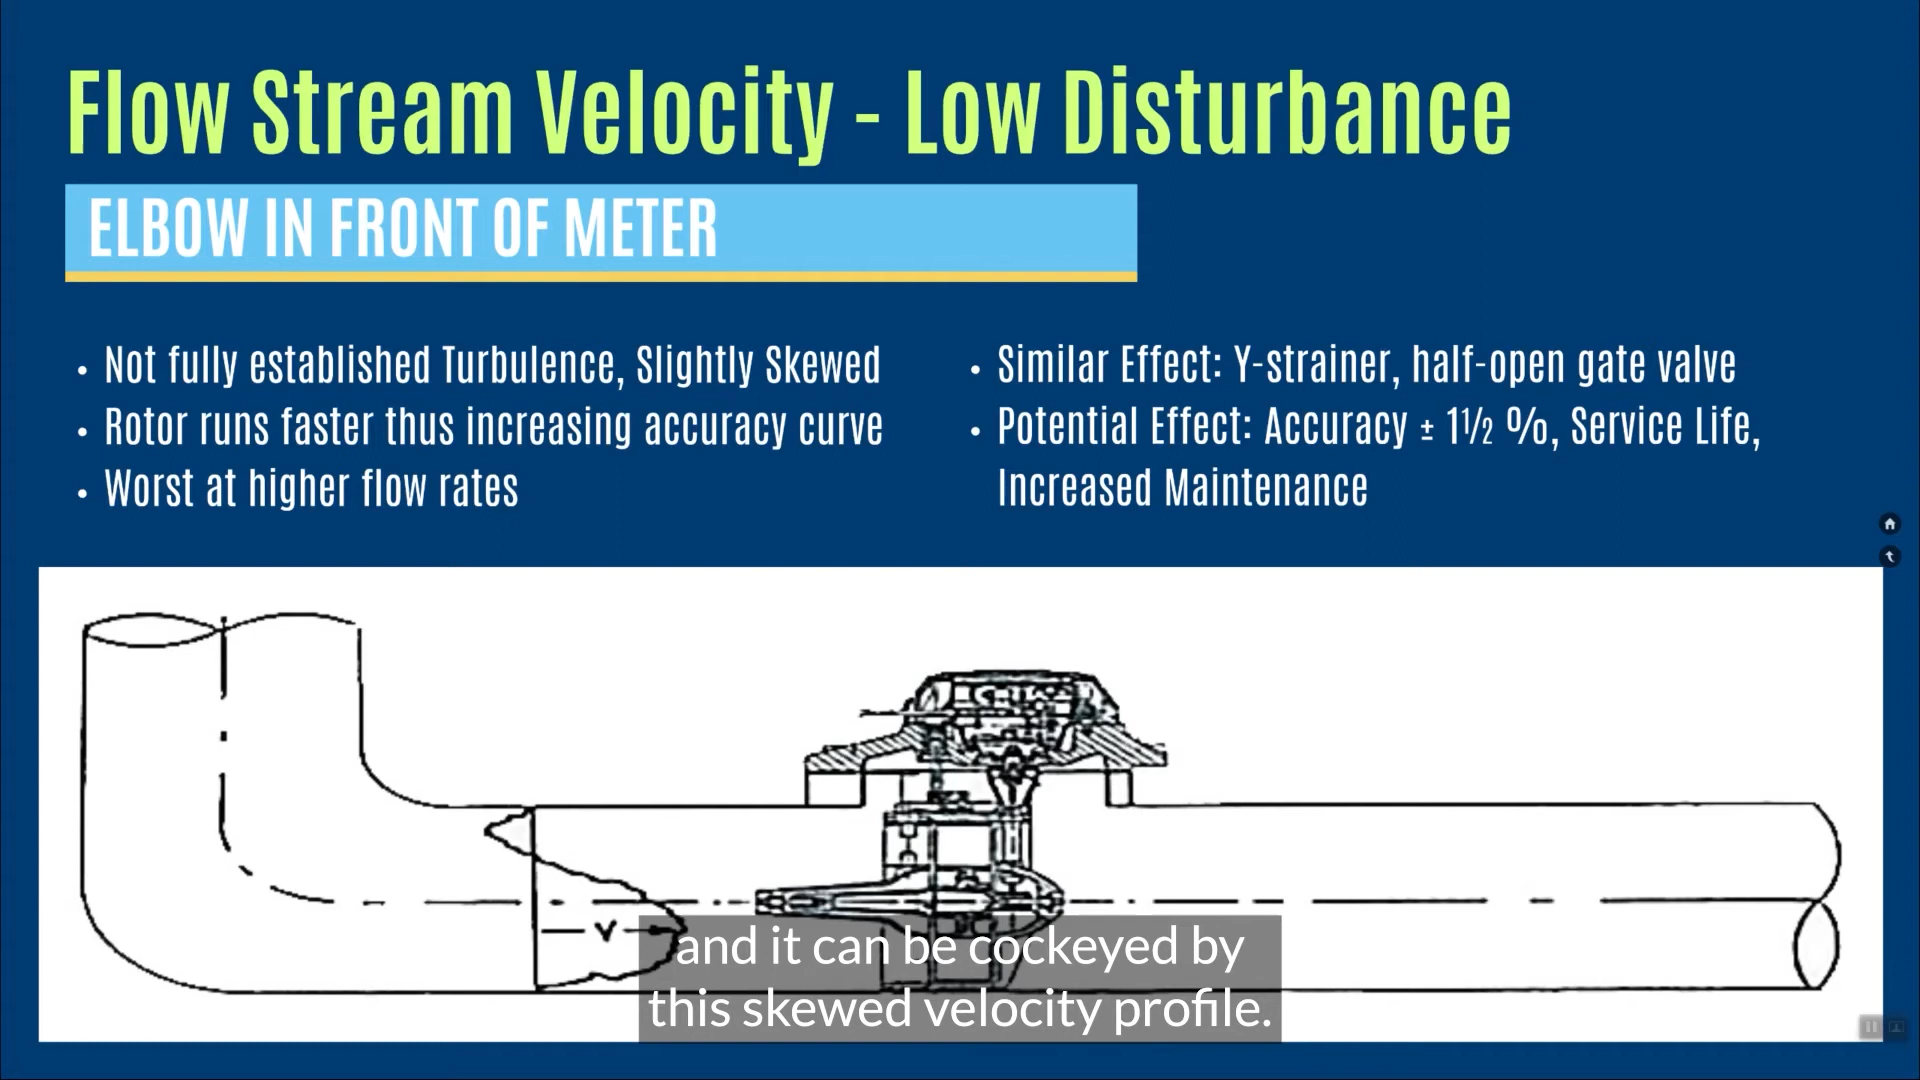 Flow Stream Velocity - Low Disturbance
ELBOW IN FRONT OF METER
• Not fully established Turbulence, Slightly Skewed
• Rotor runs faster thus increasing accuracy curve
• Worst at higher flow rates
• Similar Effect: Y-strainer, half-open gate valve
• Potential Effect: Accuracy ± 1½ %, Service Life,
Increased Maintenance
V
and it can be cockeyed by
this skewed velocity profile.